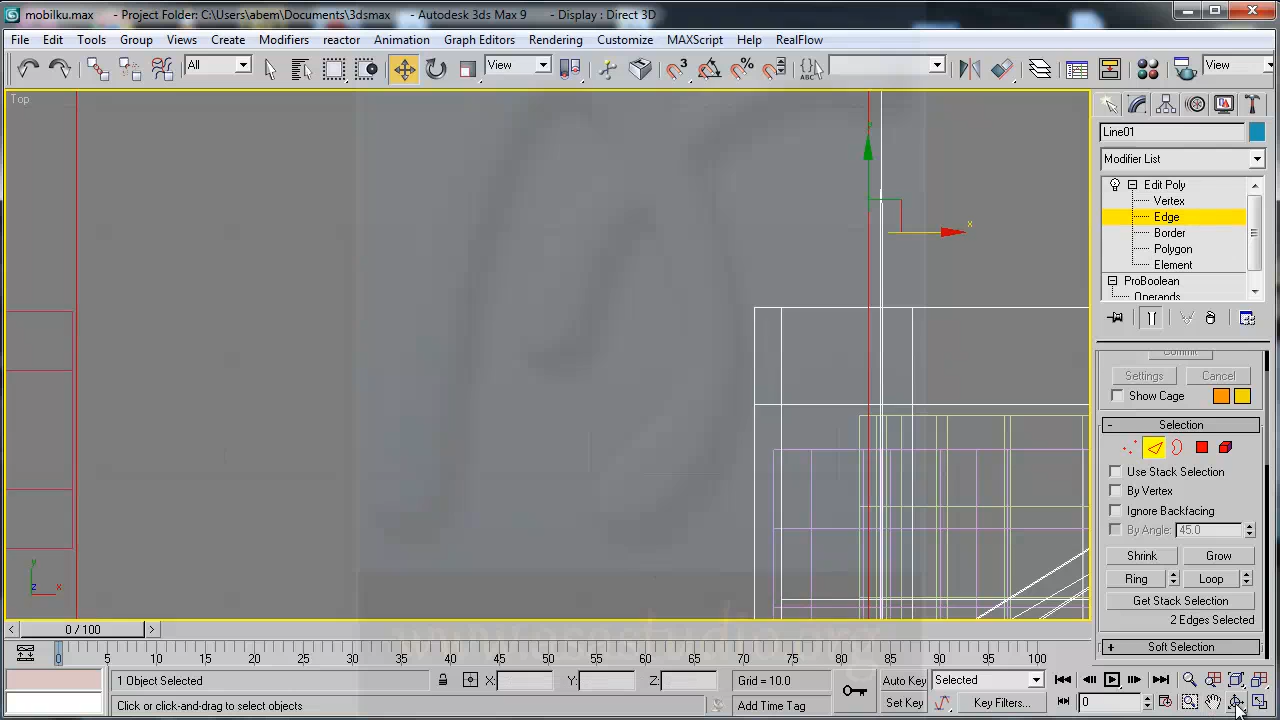 mobilku.max - Project Folder: C:\Users\abem\Documents\3dsmax - Autodesk 3ds Max 9 - Display : Direct 3D
File Edit Tools Group Views Create Modifiers reactor Animation Graph Editors Rendering Customize MAXScript Help RealFlow
All View 3 % View
Top
y
x
Line01
Modifier List
Edit Poly
Vertex
Edge
Border
Polygon
Element
ProBoolean
Operands
Commit
Settings Cancel
Show Cage
- Selection
Use Stack Selection
By Vertex
Ignore Backfacing
By Angle: 45.0
Shrink Grow
Ring Loop
Get Stack Selection
2 Edges Selected
+ Soft Selection
y
z x
< 0 / 100 >
0 5 10 15 20 25 30 35 40 45 50 55 60 65 70 75 80 85 90 95 100
1 Object Selected X: Y: Z: Grid = 10.0 Auto Key Selected
Click or click-and-drag to select objects Add Time Tag Set Key Key Filters... 0